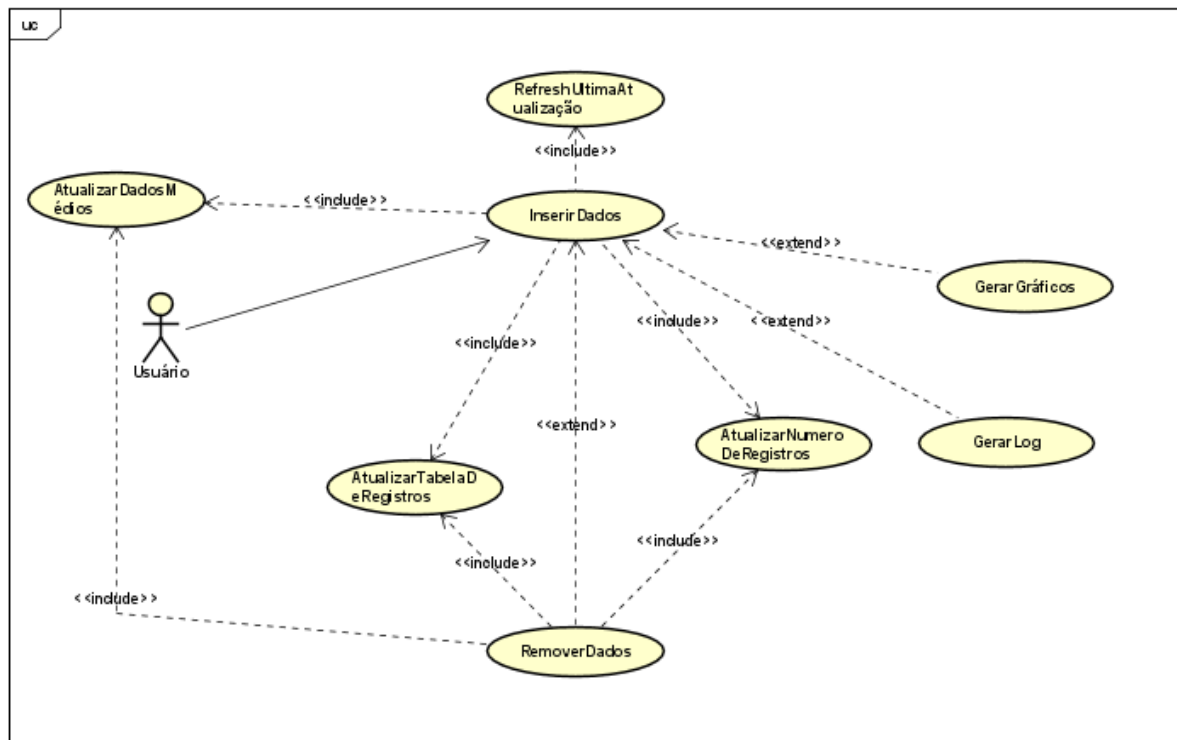 uc
RefreshUltimaAt
ualização
<<include>>
AtualizarDadosM
édios
<<include>>
InserirDados
<<extend>>
GerarGráficos
<<include>>
<<extend>>
<<include>>
Usuário
<<extend>>
AtualizarNumero
DeRegistros
GerarLog
AtualizarTabelaD
eRegistros
<<include>>
<<include>>
<<include>>
RemoverDados